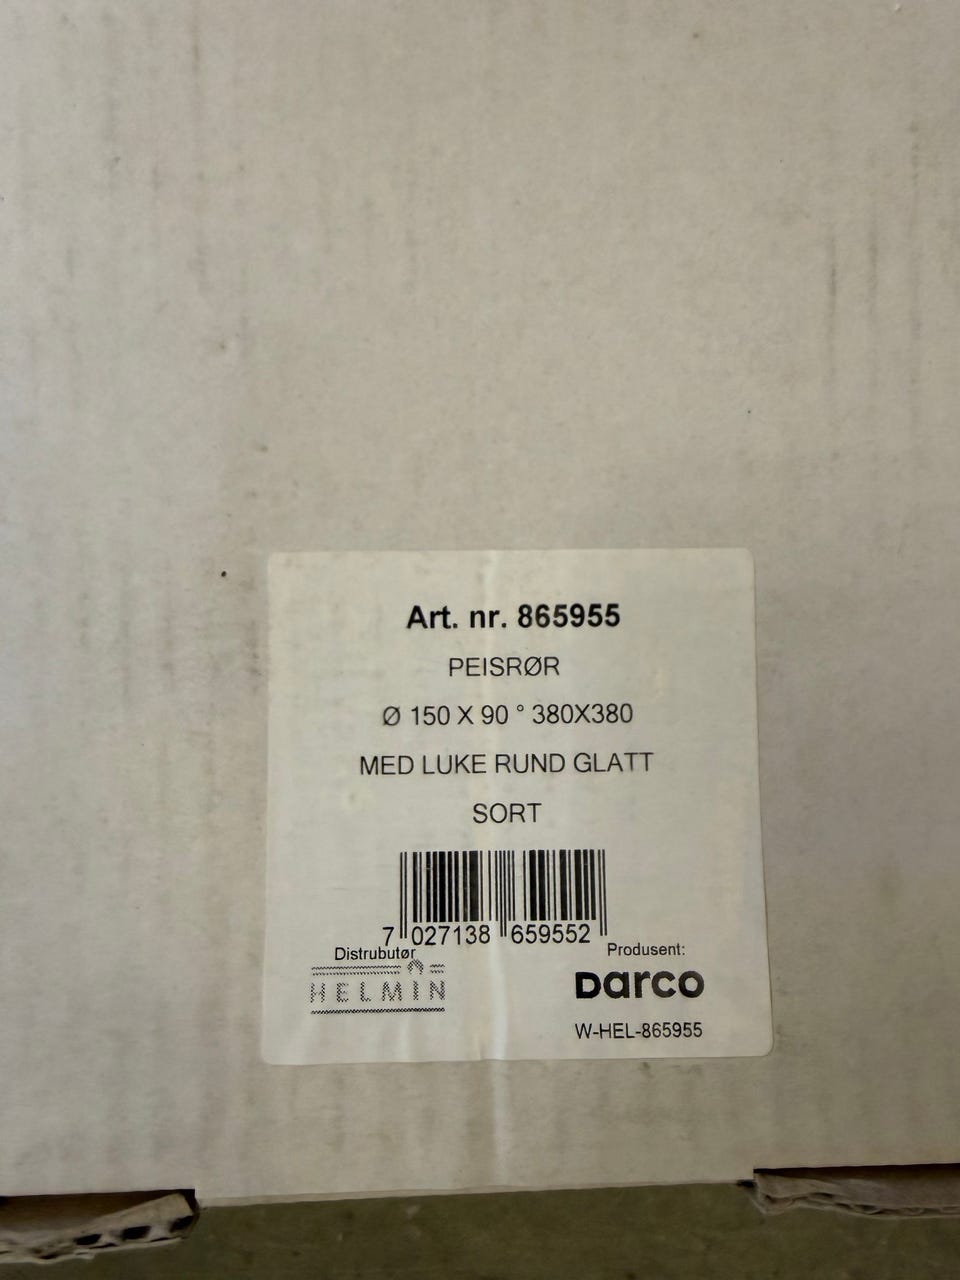 Art. nr. 865955
PEISRØR
Ø 150 X 90 ° 380X380
MED LUKE RUND GLATT
SORT
7 027138 659552
Distrubutør
HELMIN
Produsent:
Darco
W-HEL-865955